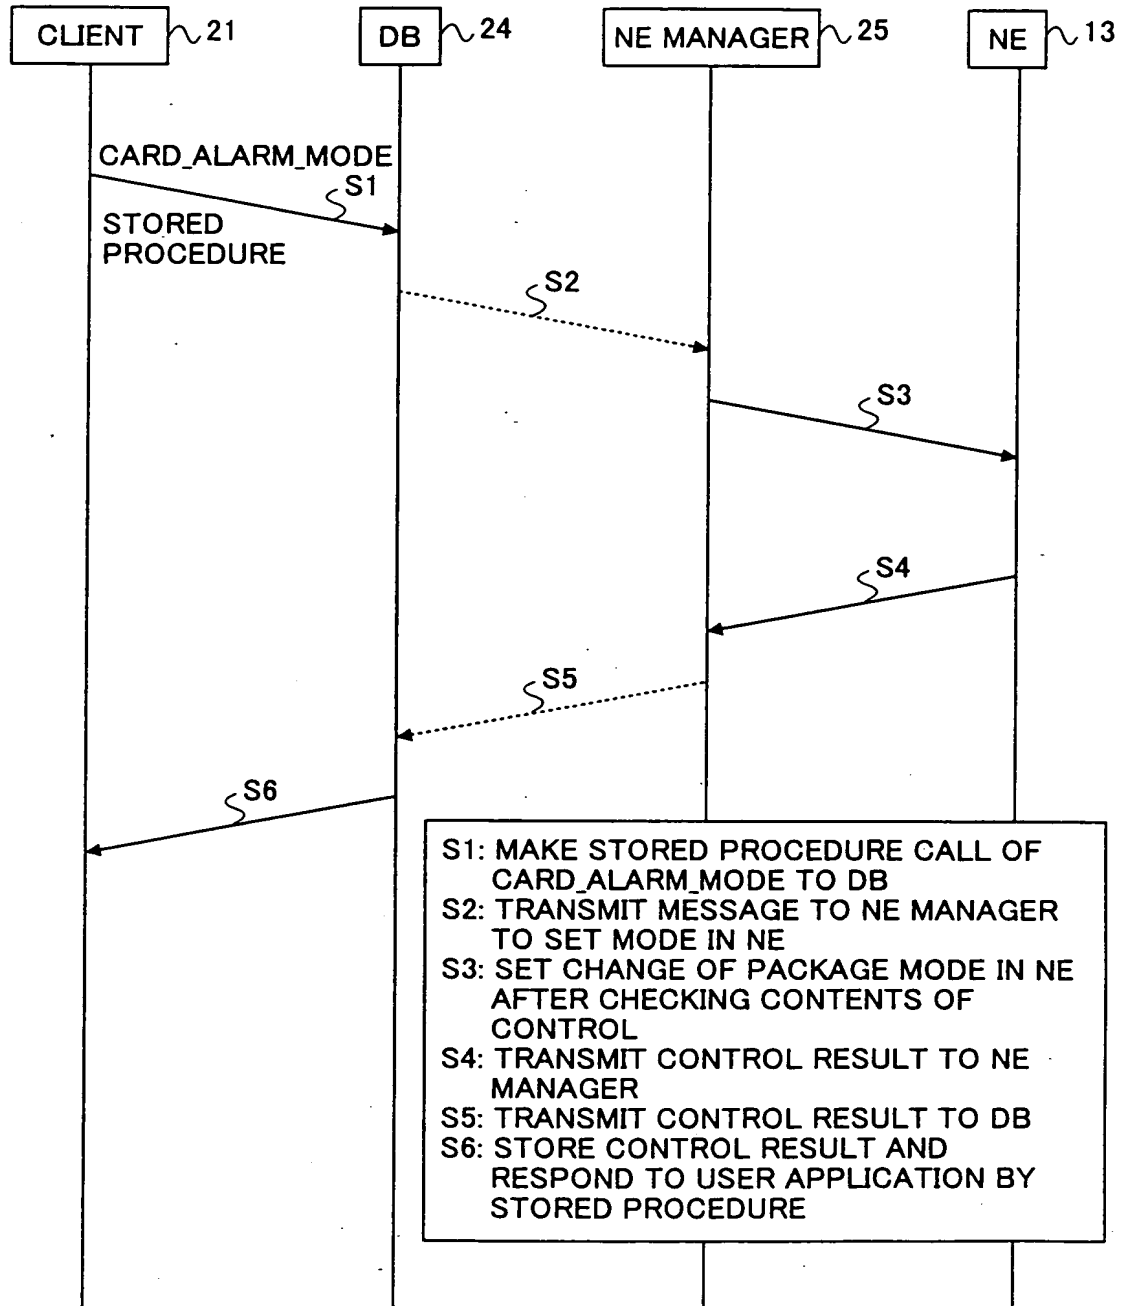 CLIENT 21 DB 24 NE MANAGER 25 NE 13
CARD_ALARM_MODE
S1
STORED
PROCEDURE
S2
S3
S4
S5
S6
S1: MAKE STORED PROCEDURE CALL OF
CARD_ALARM_MODE TO DB
S2: TRANSMIT MESSAGE TO NE MANAGER
TO SET MODE IN NE
S3: SET CHANGE OF PACKAGE MODE IN NE
AFTER CHECKING CONTENTS OF
CONTROL
S4: TRANSMIT CONTROL RESULT TO NE
MANAGER
S5: TRANSMIT CONTROL RESULT TO DB
S6: STORE CONTROL RESULT AND
RESPOND TO USER APPLICATION BY
STORED PROCEDURE